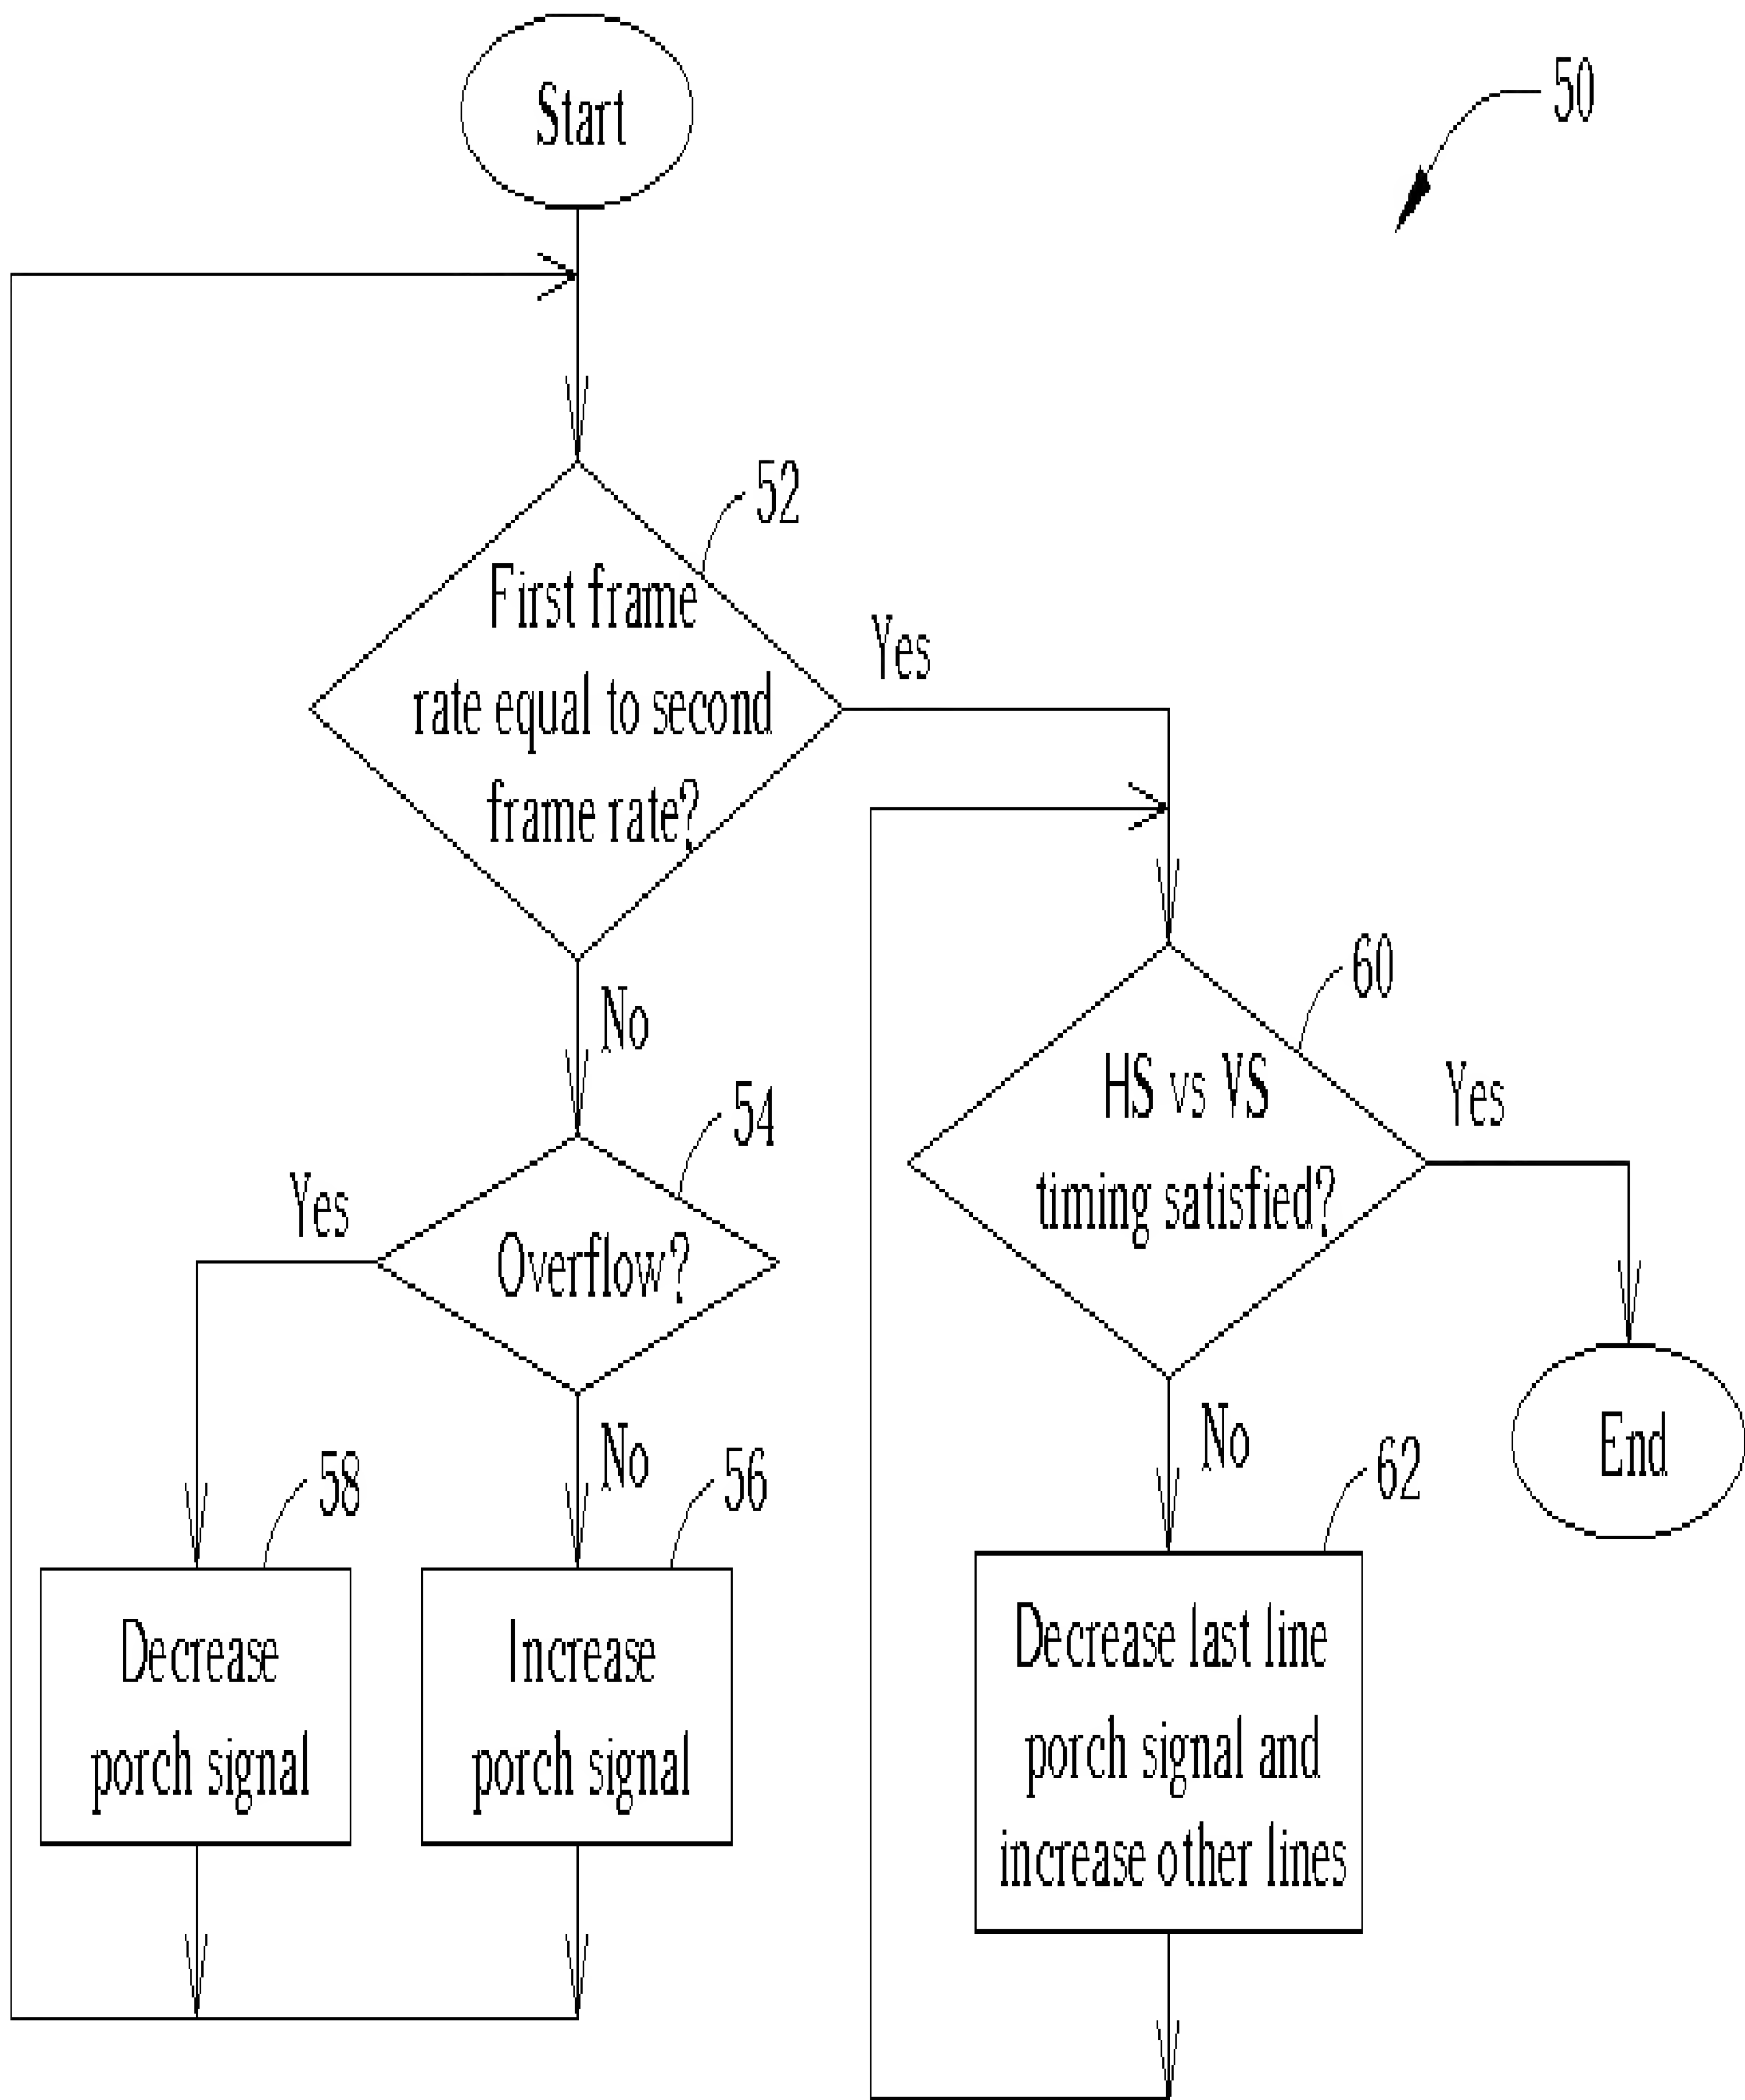 Start
50
52
First frame
rate equal to second
frame rate?
Yes
No
54
Yes
Overflow?
No
58
56
Decrease
porch signal
Increase
porch signal
60
HS vs VS
timing satisfied?
Yes
No
End
62
Decrease last line
porch signal and
increase other lines